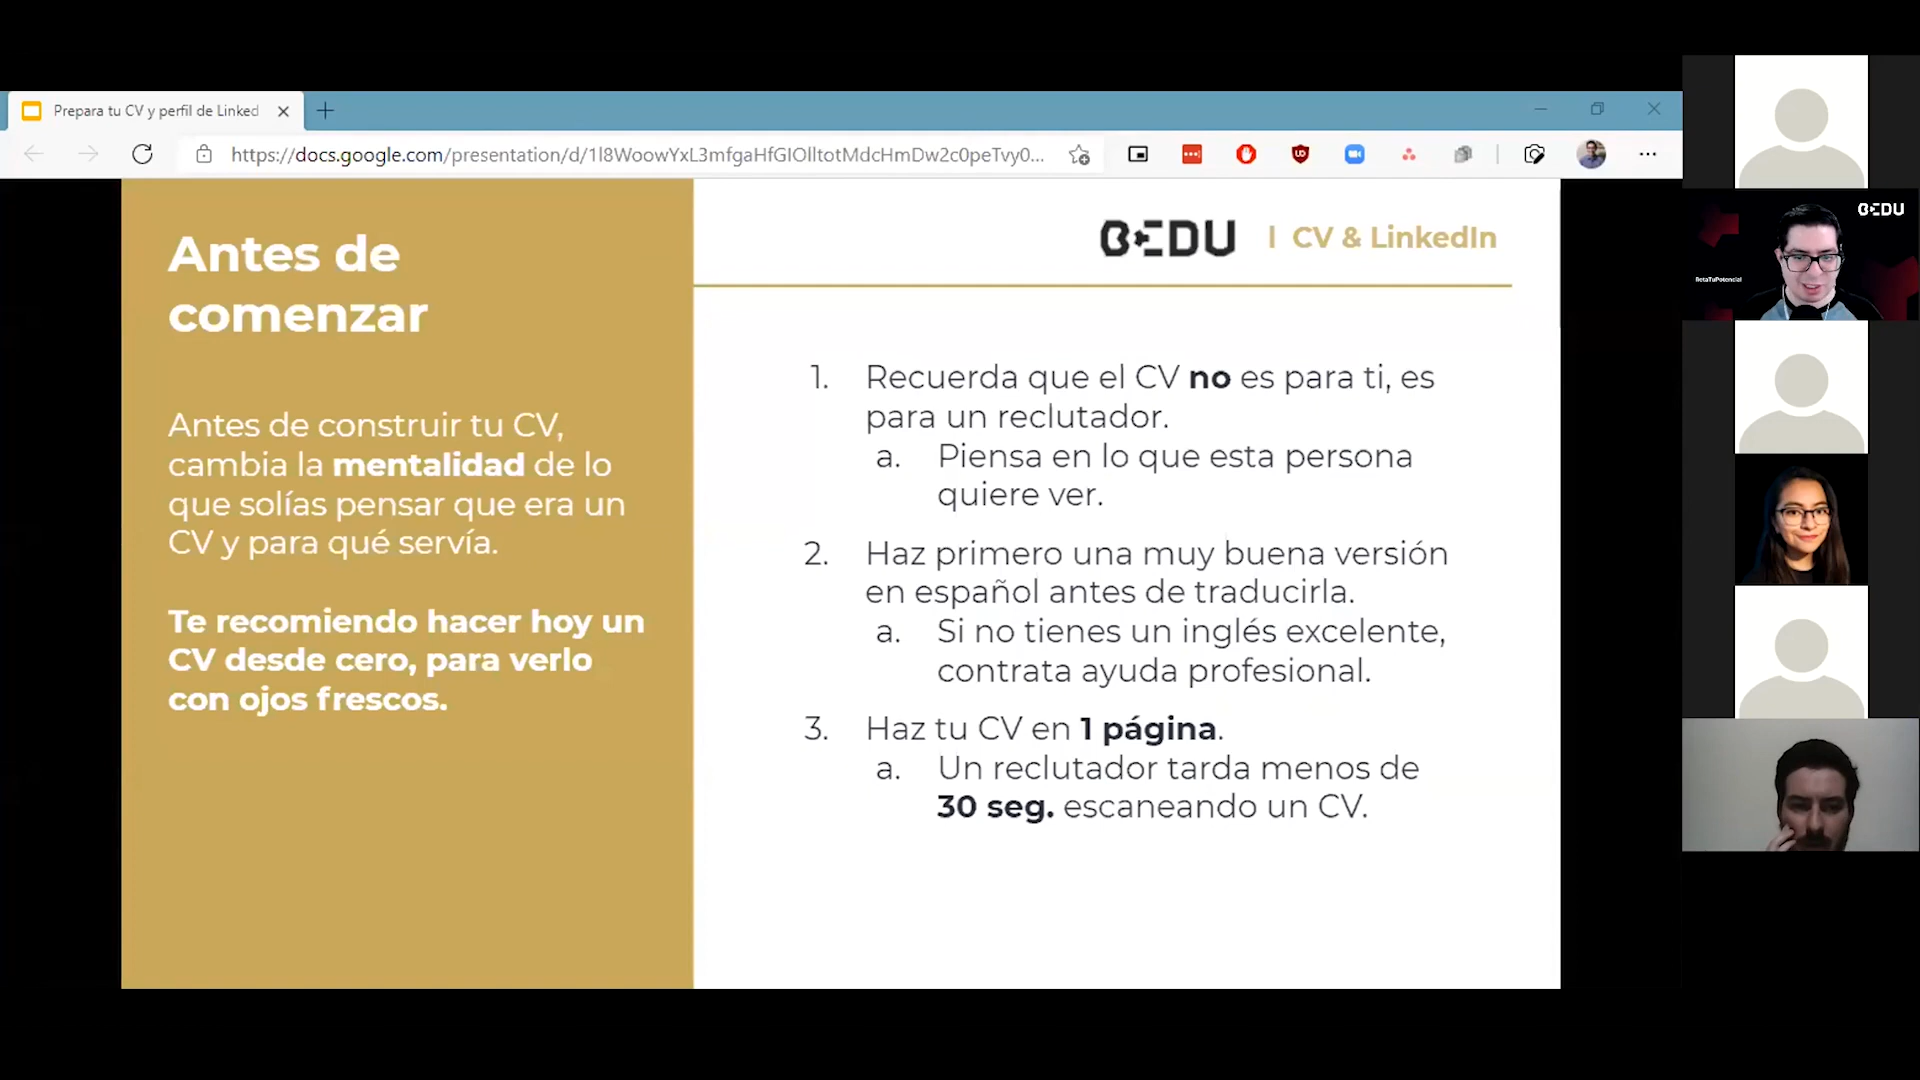 Prepara tu CV y perfil de Linked
https://docs.google.com/presentation/d/1l8WoowYxL3mfgaHfGIOlltotMdcHmDw2c0peTvy0...
BEDU | CV & LinkedIn
Antes de
comenzar
Antes de construir tu CV,
cambia la mentalidad de lo
que solías pensar que era un
CV y para qué servía.
Te recomiendo hacer hoy un
CV desde cero, para verlo
con ojos frescos.
1. Recuerda que el CV no es para ti, es
para un reclutador.
a. Piensa en lo que esta persona
quiere ver.
2. Haz primero una muy buena versión
en español antes de traducirla.
a. Si no tienes un inglés excelente,
contrata ayuda profesional.
3. Haz tu CV en 1 página.
a. Un reclutador tarda menos de
30 seg. escaneando un CV.
BEDU
BetaTuPotencial